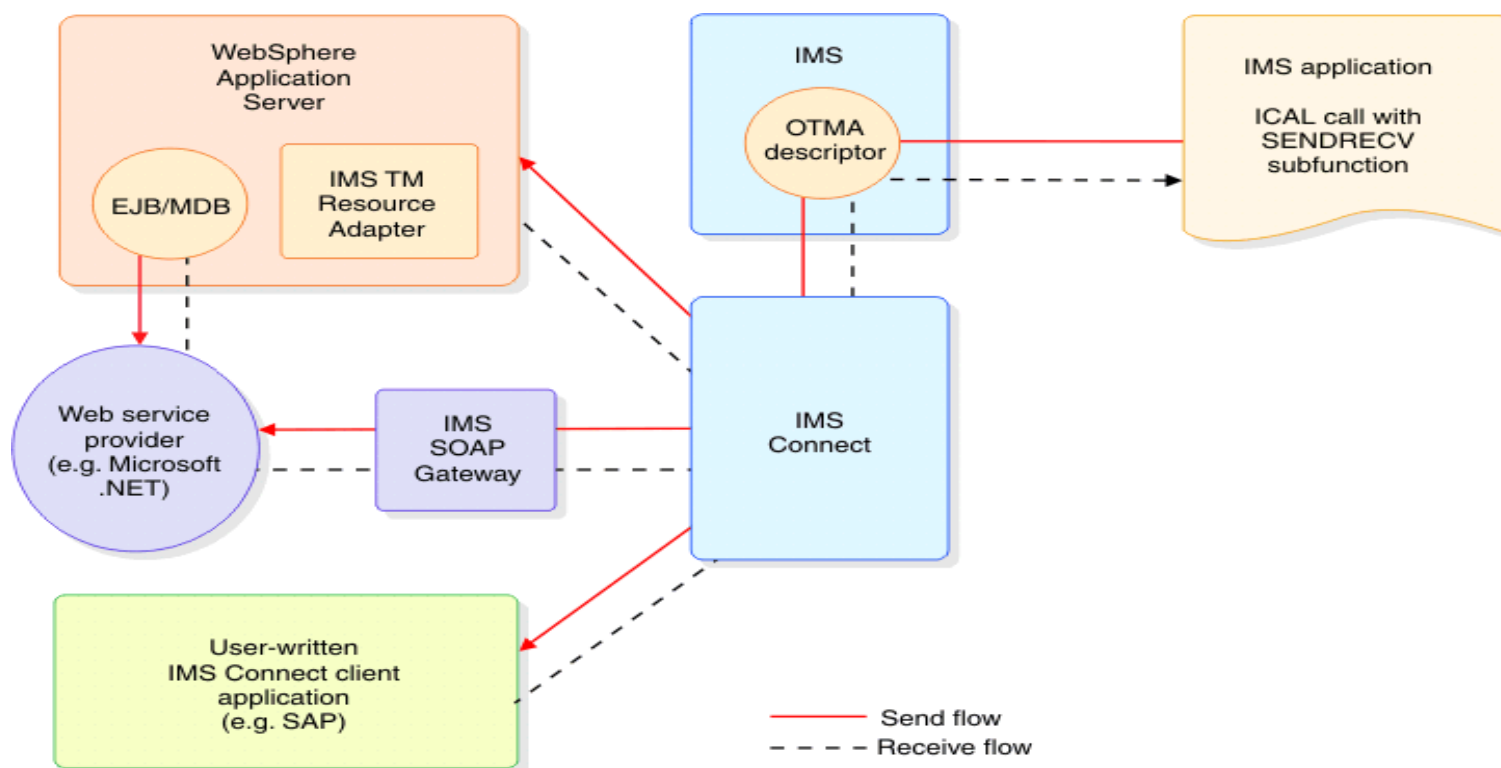 WebSphere
Application
Server
EJB/MDB
IMS TM
Resource
Adapter
IMS
OTMA
descriptor
IMS application
ICAL call with
SENDRECV
subfunction
Web service
provider
(e.g. Microsoft
.NET)
IMS
SOAP
Gateway
IMS
Connect
User-written
IMS Connect client
application
(e.g. SAP)
Send flow
Receive flow